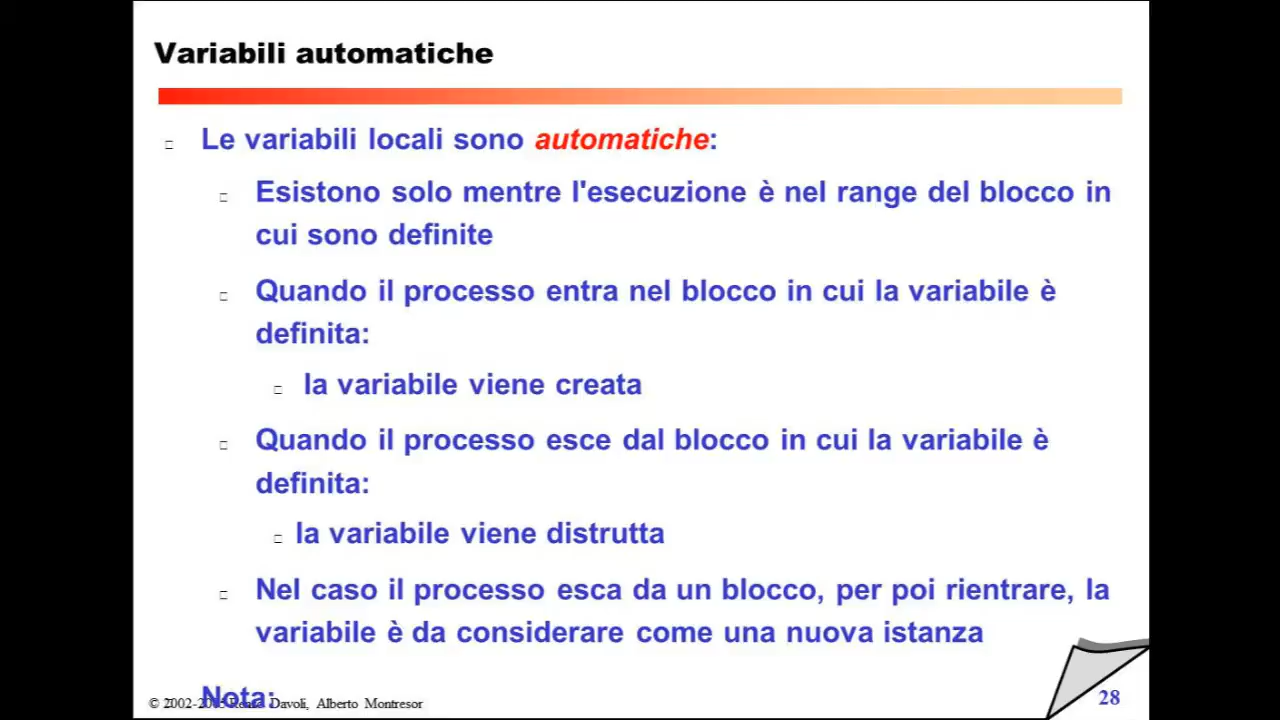 Variabili automatiche
Le variabili locali sono automatiche:
Esistono solo mentre l'esecuzione è nel range del blocco in
cui sono definite
Quando il processo entra nel blocco in cui la variabile è
definita:
la variabile viene creata
Quando il processo esce dal blocco in cui la variabile è
definita:
la variabile viene distrutta
Nel caso il processo esca da un blocco, per poi rientrare, la
variabile è da considerare come una nuova istanza
Nota:
© Davoli, Alberto Montresor
28